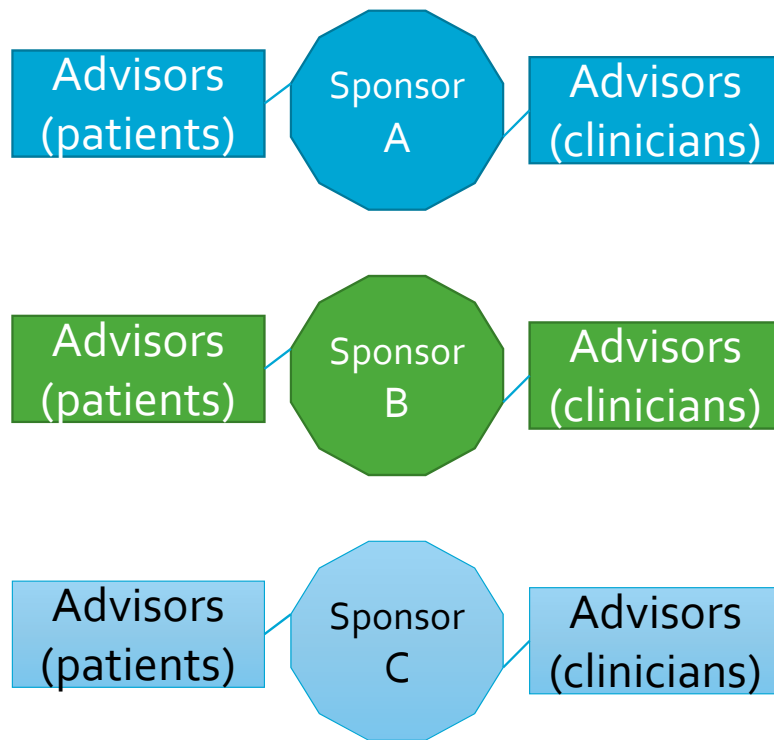 Advisors
(patients)
Sponsor
A
Advisors
(clinicians)
Advisors
(patients)
Sponsor
B
Advisors
(clinicians)
Advisors
(patients)
Sponsor
C
Advisors
(clinicians)